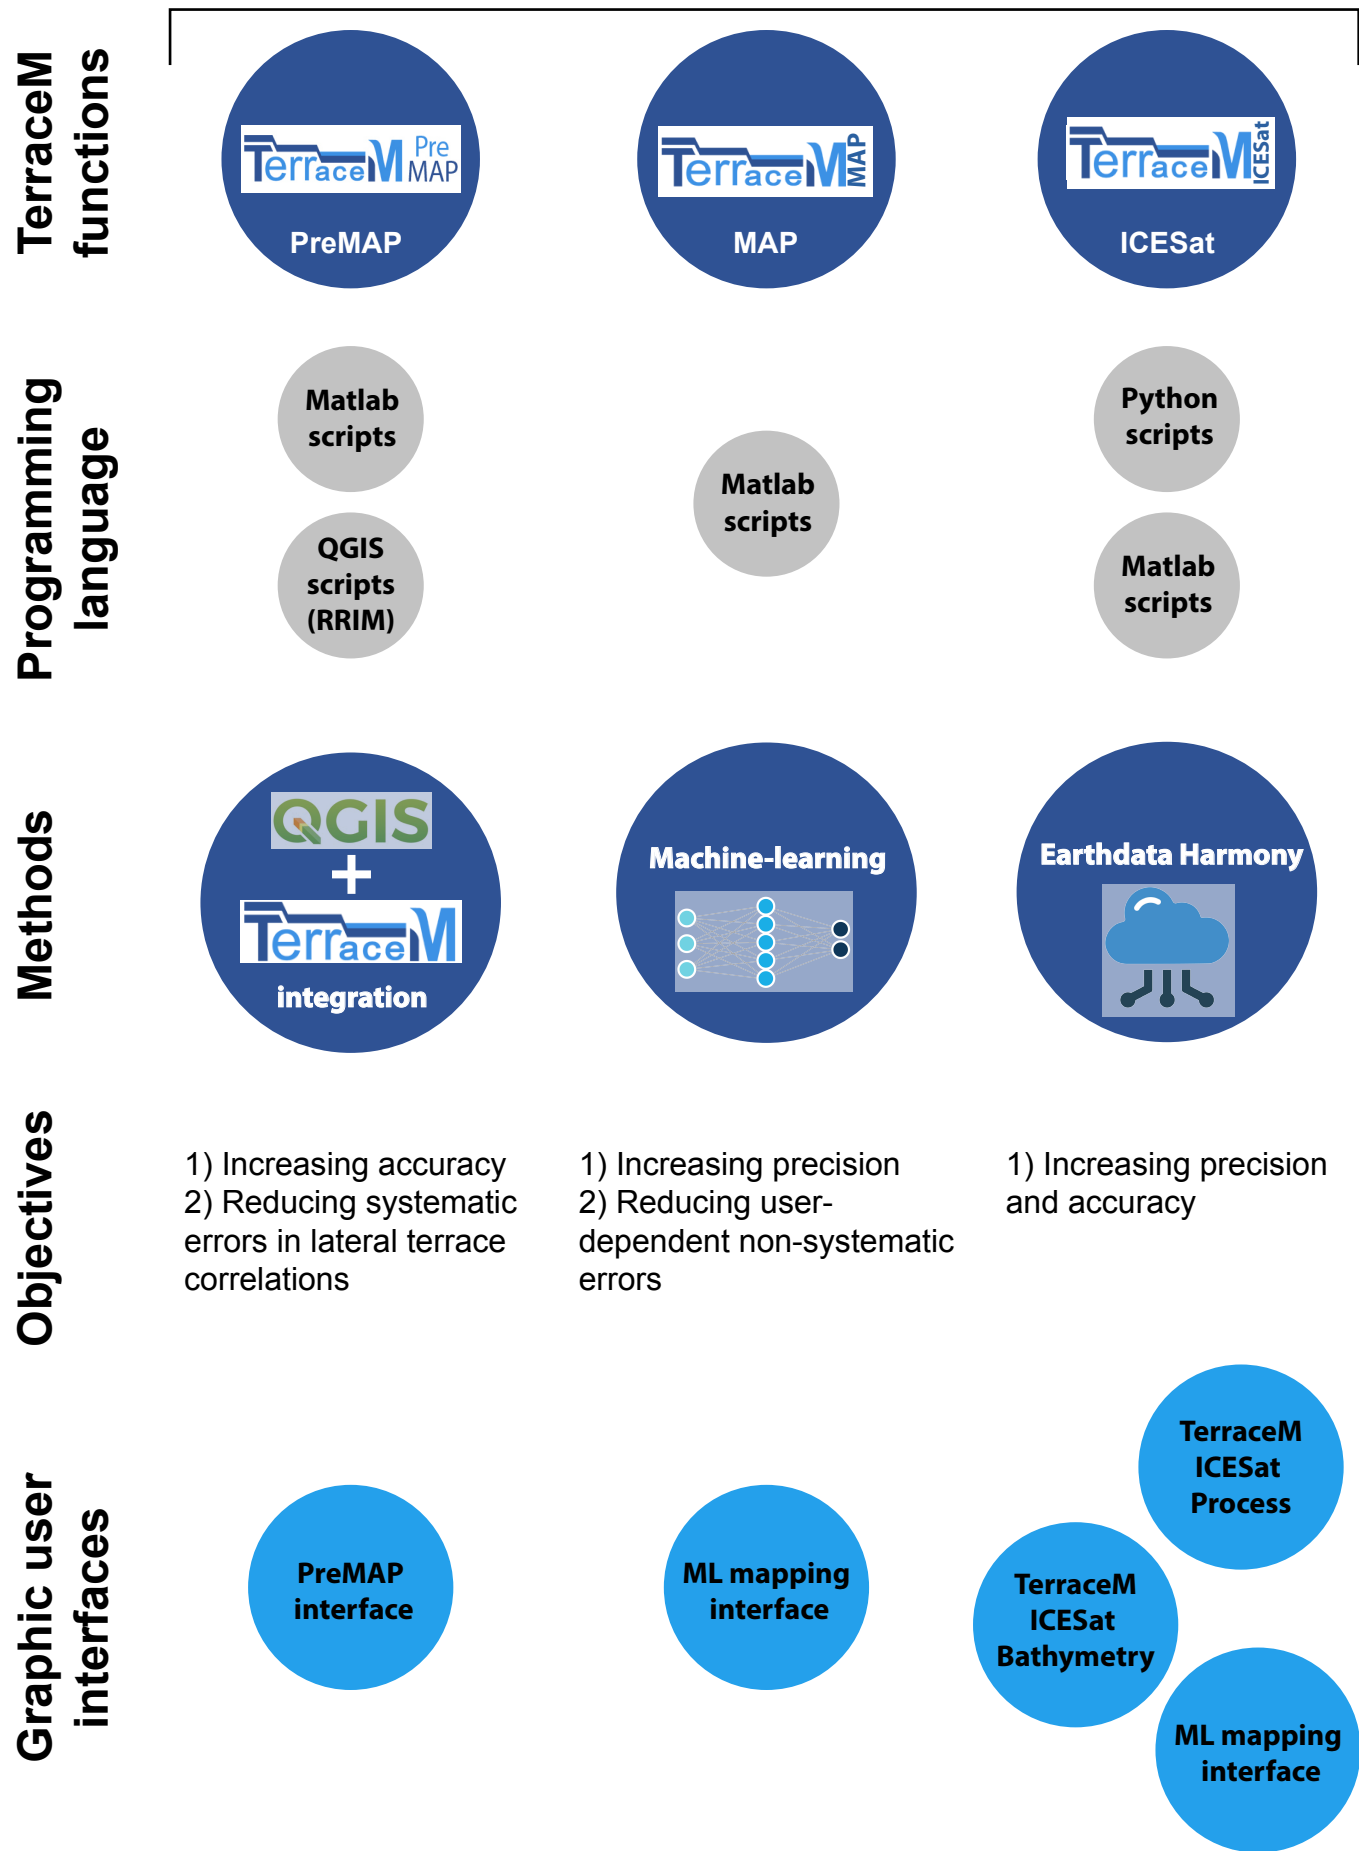 TerraceM
functions
TerraceM Pre
MAP
PreMAP
TerraceM MAP
MAP
TerraceM ICESat
ICESat
Programming
language
Matlab
scripts
QGIS
scripts
(RRIM)
Matlab
scripts
Python
scripts
Matlab
scripts
Methods
QGIS
+
TerraceM
integration
Machine-learning
Earthdata Harmony
Objectives
1) Increasing accuracy
2) Reducing systematic
errors in lateral terrace
correlations
1) Increasing precision
2) Reducing user-
dependent non-systematic
errors
1) Increasing precision
and accuracy
Graphic user
interfaces
PreMAP
interface
ML mapping
interface
TerraceM
ICESat
Process
TerraceM
ICESat
Bathymetry
ML mapping
interface